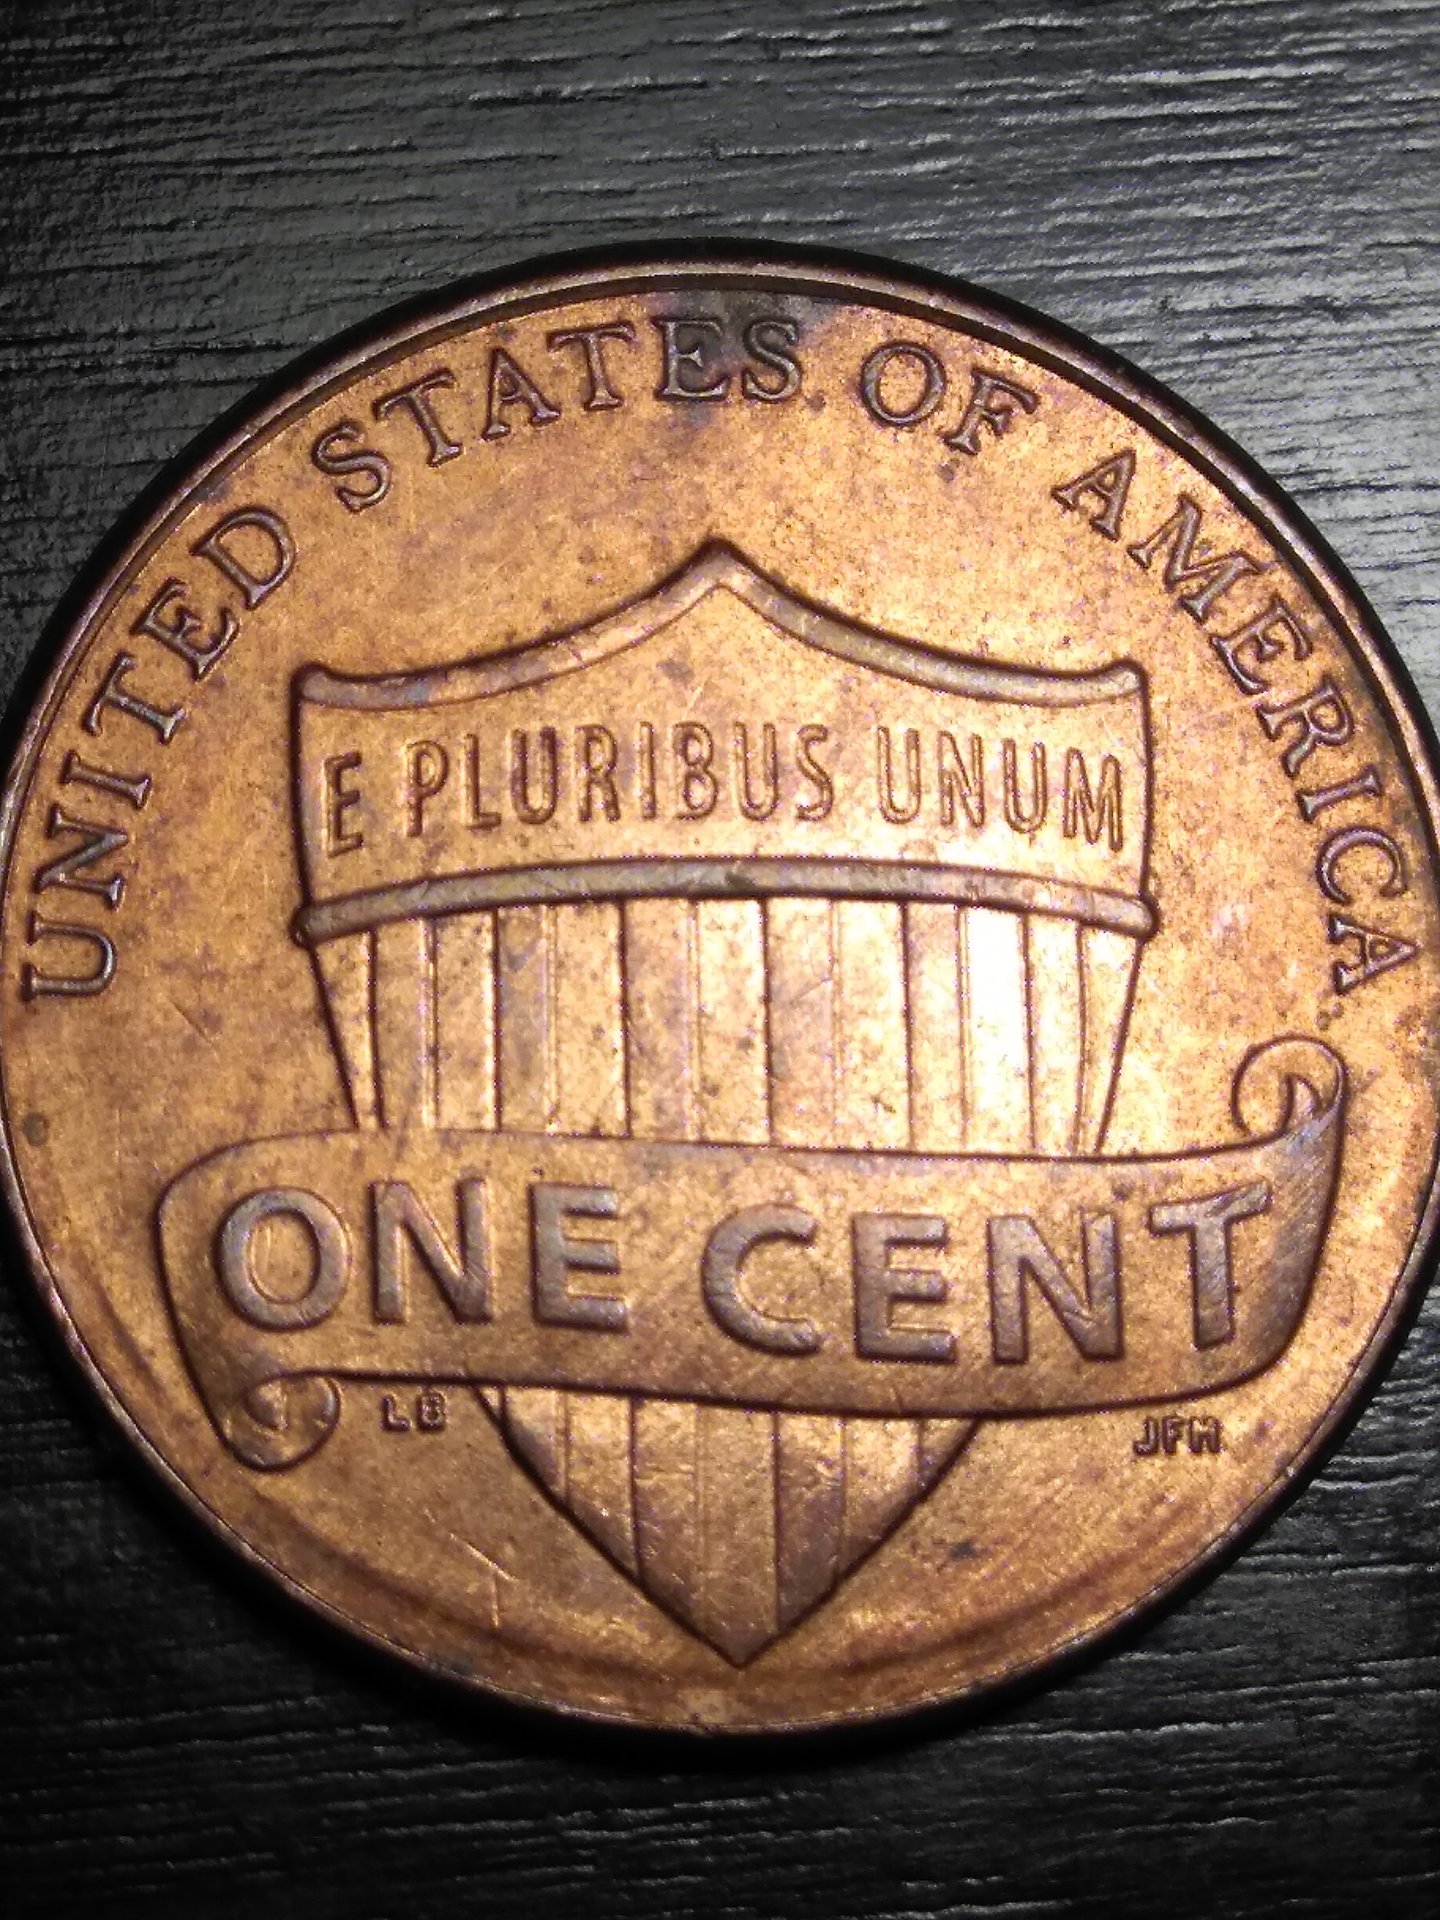 UNITED STATES OF AMERICA
E PLURIBUS UNUM
ONE CENT
LB
JFM